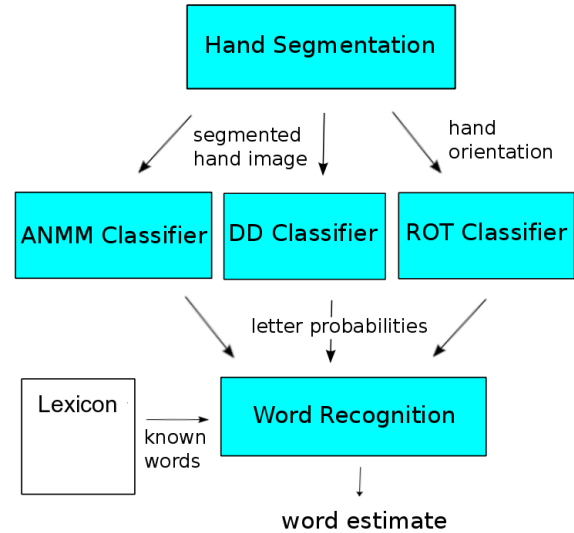 Hand Segmentation
segmented
hand image
hand
orientation
ANMM Classifier
DD Classifier
ROT Classifier
letter probabilities
Lexicon
known
words
Word Recognition
word estimate